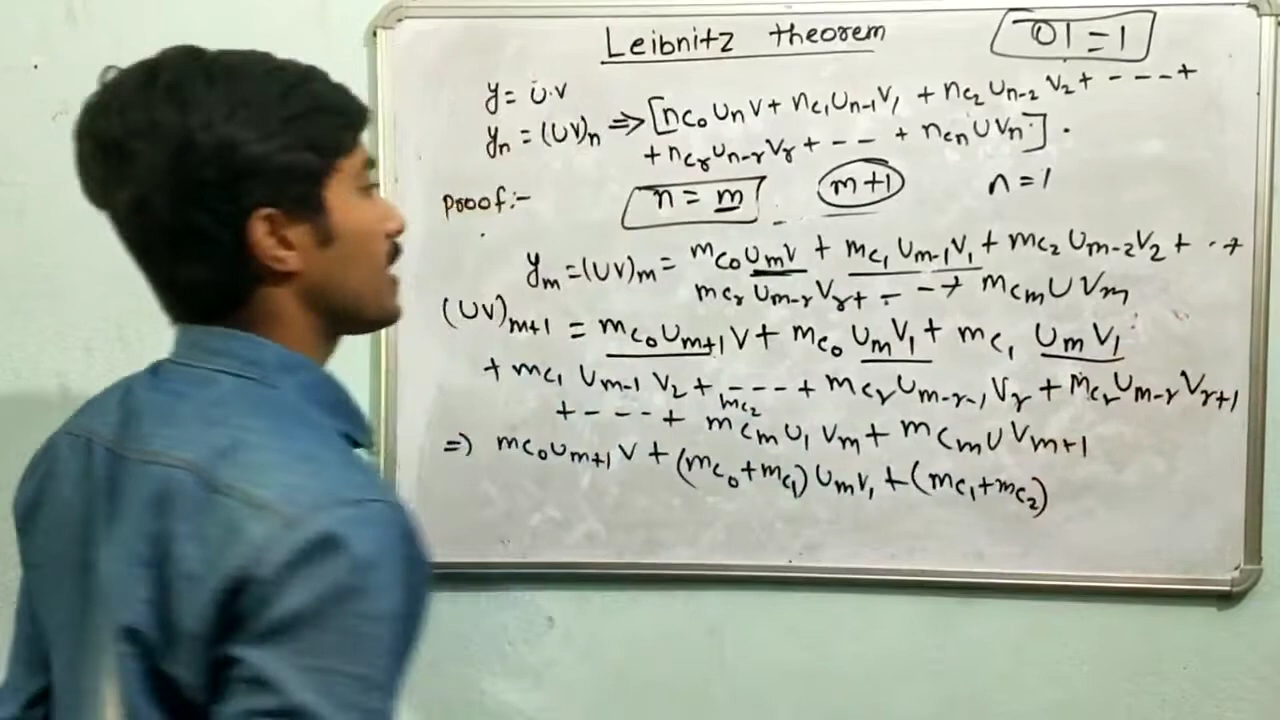 Leibnitz theorem
0! = 1
y = U.V
yn = (UV)n ⇒ [nc0 Un V + nc1 Un-1 V1 + nc2 Un-2 V2 + - - - - +
+ ncr Un-r Vr + - - - + ncn U Vn] .
Proof :-
n = m
m+1
n = 1
ym = (UV)m = mc0 Um V + mc1 Um-1 V1 + mc2 Um-2 V2 + - - +
mcr Um-r Vr + - - + mcm U Vm
(UV)m+1 = mc0 Um+1 V + mc0 Um V1 + mc1 Um V1
+ mc1 Um-1 V2 + - - - - + mcr Um-r-1 Vr + mcr Um-r Vr+1
mc2
+ - - - - + mcm U1 Vm + mcm U Vm+1
⇒ mc0 Um+1 V + (mc0 + mc1) Um V1 + (mc1 + mc2)